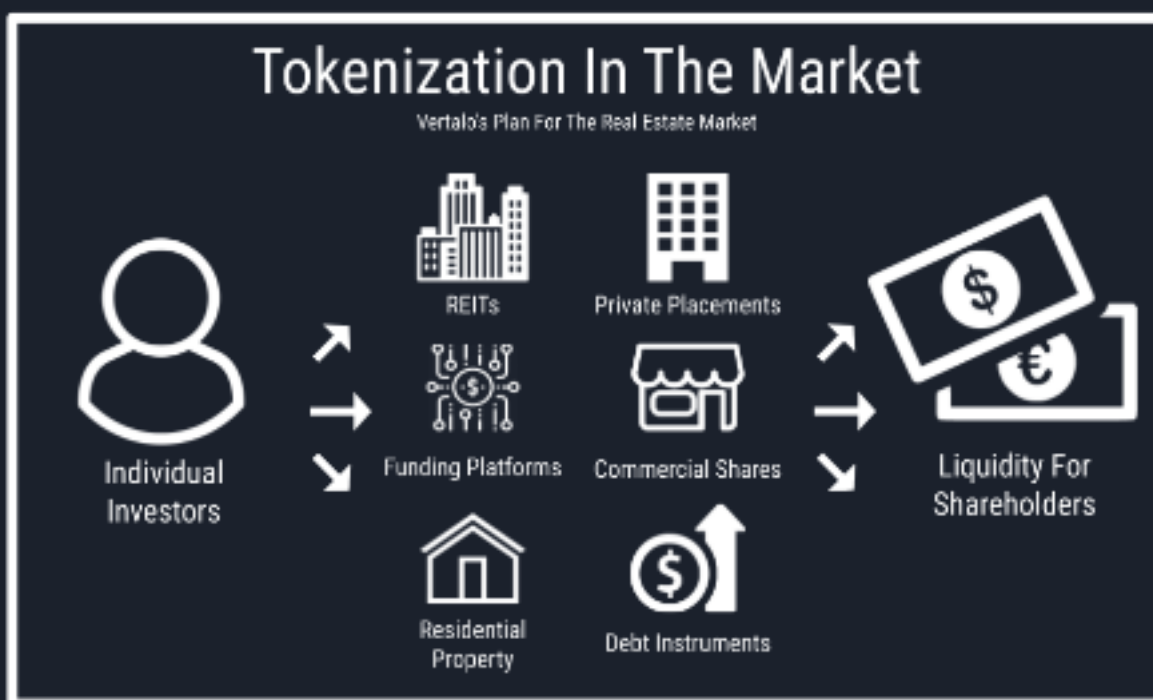 Tokenization In The Market
Vertalo's Plan For The Real Estate Market
REITs
Private Placements
$
$
€
Individual
Investors
Funding Platforms
Commercial Shares
Liquidity For
Shareholders
$
Residential
Property
Debt Instruments